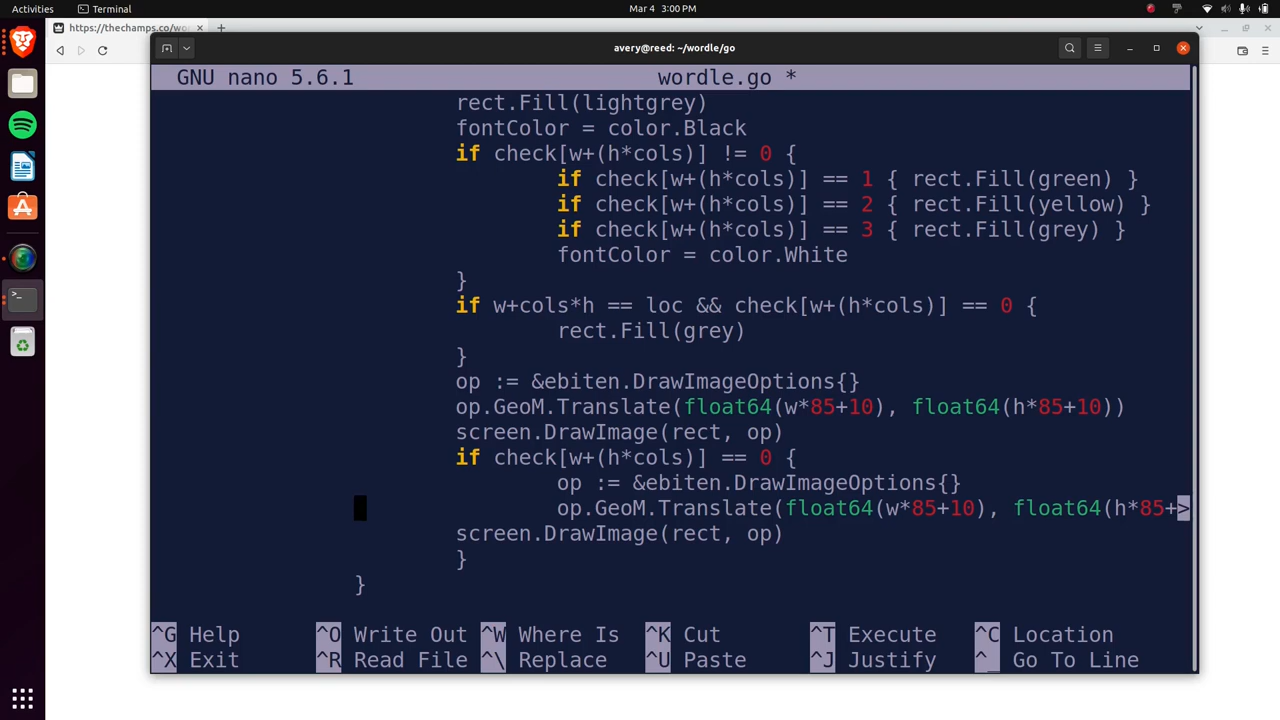 Activities
Terminal
Mar 4 3:00 PM
https://thechamps.co/wo
avery@reed: ~/wordle/go
GNU nano 5.6.1 wordle.go *
rect.Fill(lightgrey)
fontColor = color.Black
if check[w+(h*cols)] != 0 {
if check[w+(h*cols)] == 1 { rect.Fill(green) }
if check[w+(h*cols)] == 2 { rect.Fill(yellow) }
if check[w+(h*cols)] == 3 { rect.Fill(grey) }
fontColor = color.White
}
if w+cols*h == loc && check[w+(h*cols)] == 0 {
rect.Fill(grey)
}
op := &ebiten.DrawImageOptions{}
op.GeoM.Translate(float64(w*85+10), float64(h*85+10))
screen.DrawImage(rect, op)
if check[w+(h*cols)] == 0 {
op := &ebiten.DrawImageOptions{}
op.GeoM.Translate(float64(w*85+10), float64(h*85+>
screen.DrawImage(rect, op)
}
}
^G Help ^O Write Out ^W Where Is ^K Cut ^T Execute ^C Location
^X Exit ^R Read File ^\ Replace ^U Paste ^J Justify ^_ Go To Line